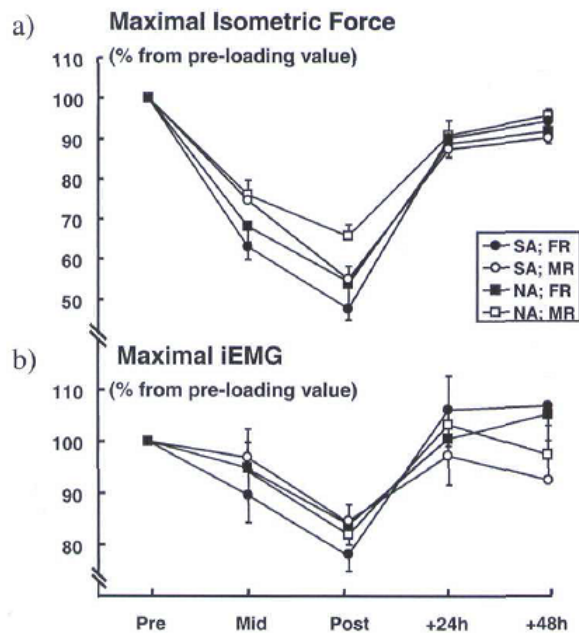 a)
Maximal Isometric Force
(% from pre-loading value)
110
100
90
80
70
60
50
SA; FR
SA; MR
NA; FR
NA; MR
b)
Maximal iEMG
(% from pre-loading value)
110
100
90
80
Pre Mid Post +24h +48h